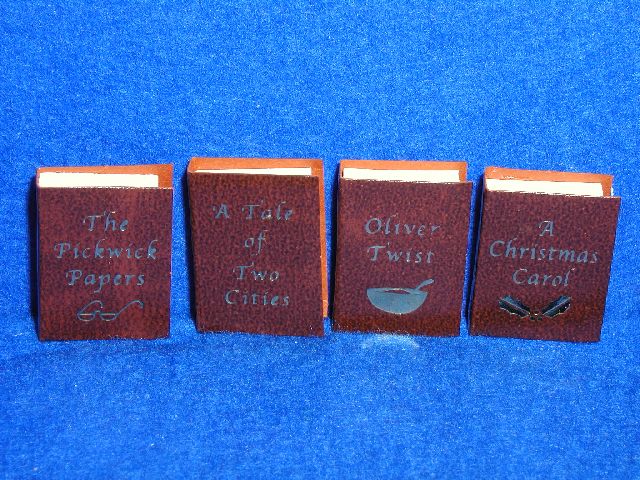 The
Pickwick
Papers
A Tale
of
Two
Cities
Oliver
Twist
A
Christmas
Carol